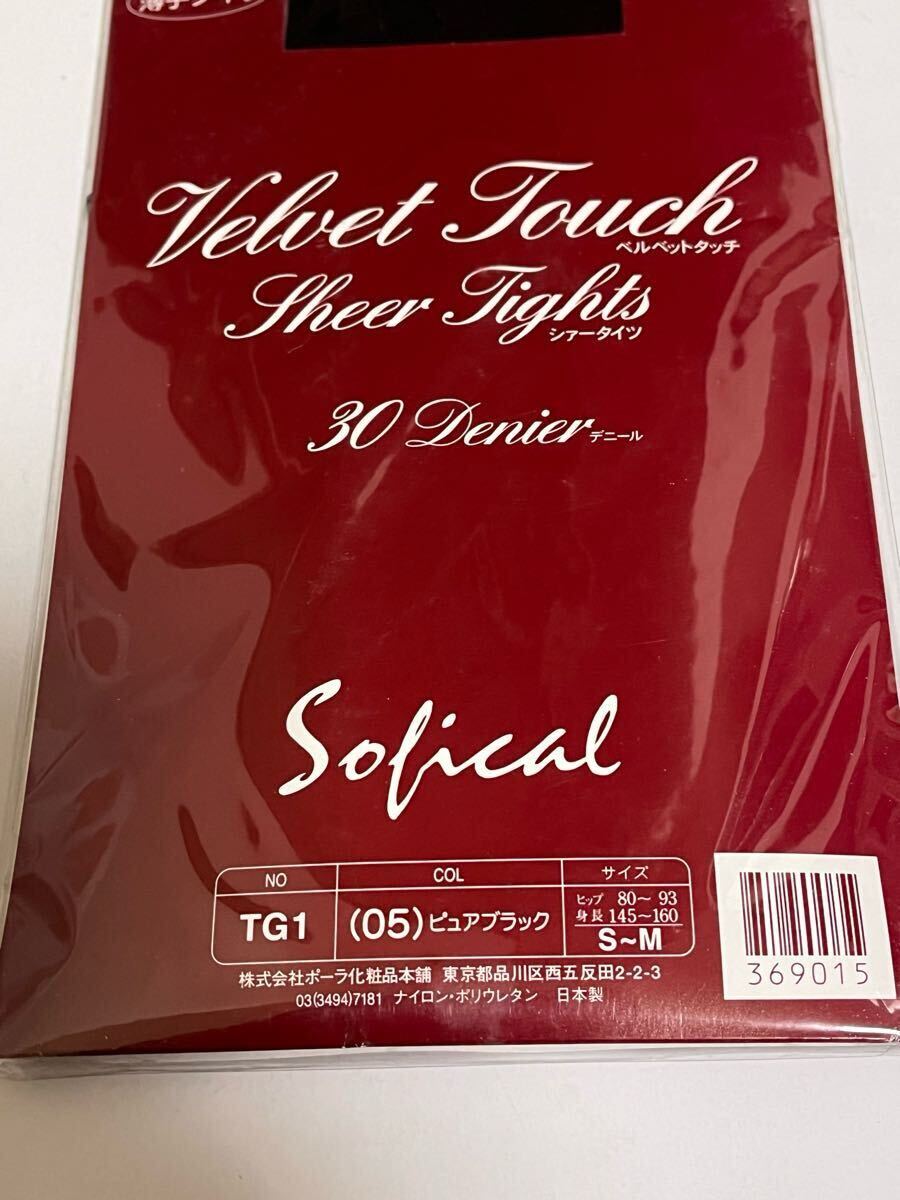 Velvet Touch
ベルベットタッチ
Sheer Tights
シァータイツ
30 Denier デニール
Sofical
NO COL サイズ
TG1 (05)ピュアブラック ヒップ 80〜93
身長 145〜160
S〜M
株式会社ポーラ化粧品本舗 東京都品川区西五反田2-2-3
03(3494)7181 ナイロン・ポリウレタン 日本製
369015